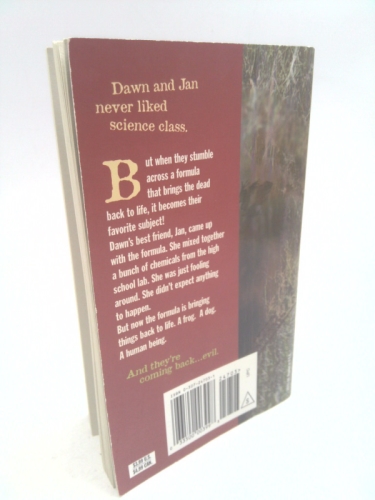 Dawn and Jan
never liked
science class.
But when they stumble
across a formula
that brings the dead
back to life, it becomes their
favorite subject!
Dawn's best friend, Jan, came up
with the formula. She mixed together
a bunch of chemicals from the high
school lab. She was just fooling
around. She didn't expect anything
to happen.
But now the formula is bringing
things back to life. A frog. A dog.
A human being.
And they're
coming back...evil.